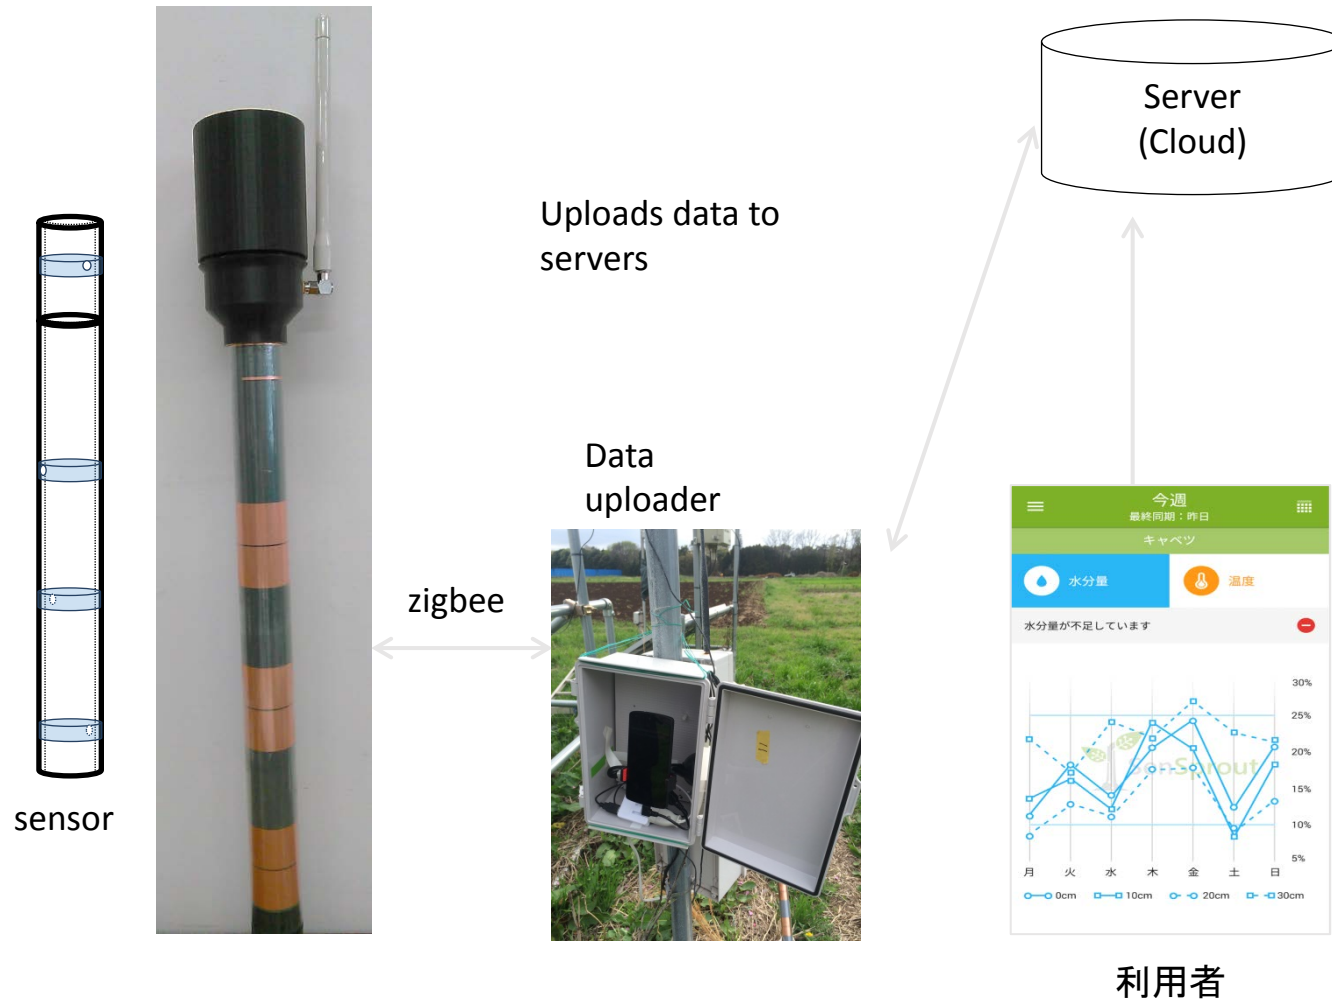 Server
(Cloud)
Uploads data to
servers
Data
uploader
zigbee
sensor
今週
最終同期：昨日
キャベツ
水分量
温度
水分量が不足しています
30%
25%
20%
15%
10%
5%
SenSprout
月 火 水 木 金 土 日
0cm 10cm 20cm 30cm
11
利用者